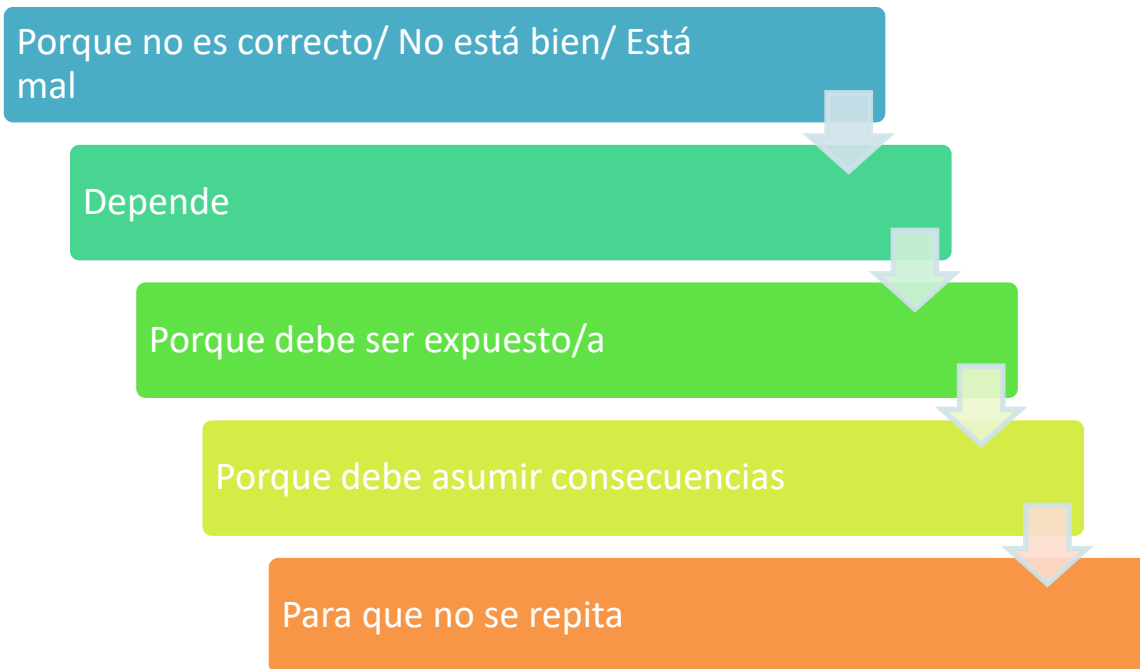 Porque no es correcto/ No está bien/ Está
mal
Depende
Porque debe ser expuesto/a
Porque debe asumir consecuencias
Para que no se repita